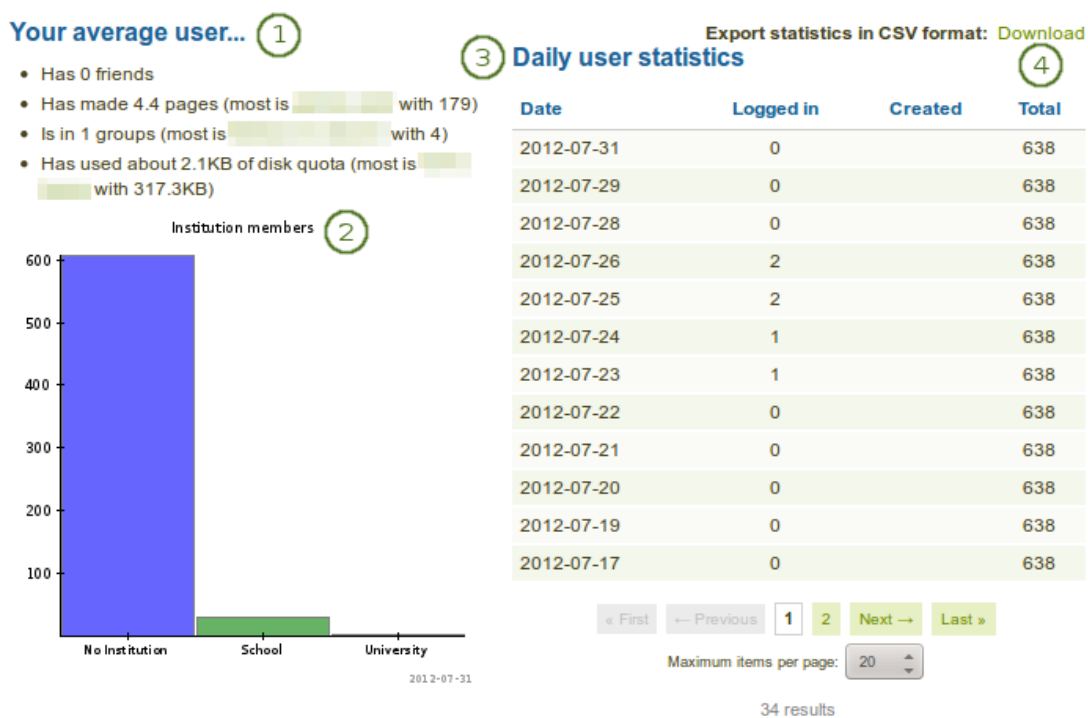 Your average user... 1
• Has 0 friends
• Has made 4.4 pages (most is with 179)
• Is in 1 groups (most is with 4)
• Has used about 2.1KB of disk quota (most is
with 317.3KB)
Institution members 2
600
500
400
300
200
100
No Institution School University
2012-07-31
Export statistics in CSV format: Download
3 Daily user statistics 4
Date Logged in Created Total
2012-07-31 0 638
2012-07-29 0 638
2012-07-28 0 638
2012-07-26 2 638
2012-07-25 2 638
2012-07-24 1 638
2012-07-23 1 638
2012-07-22 0 638
2012-07-21 0 638
2012-07-20 0 638
2012-07-19 0 638
2012-07-17 0 638
« First ← Previous 1 2 Next → Last »
Maximum items per page: 20
34 results